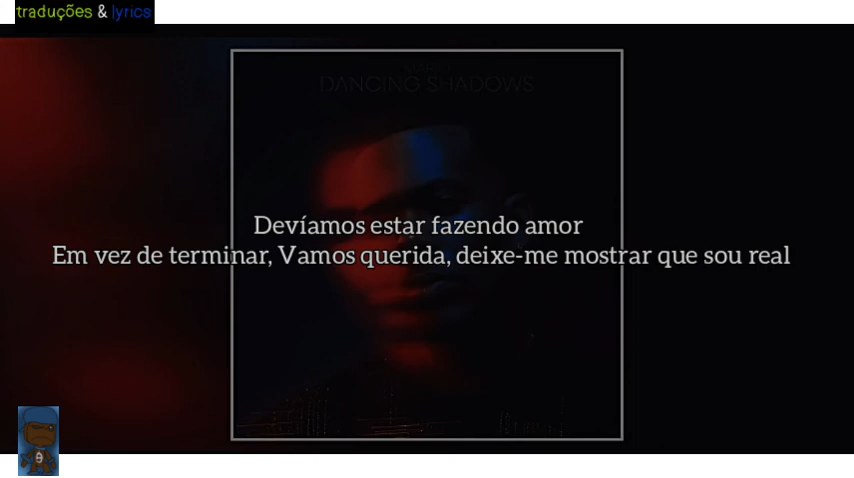 traduções & lyrics
MARIO
DANCING SHADOWS
Devíamos estar fazendo amor
Em vez de terminar, Vamos querida, deixe-me mostrar que sou real